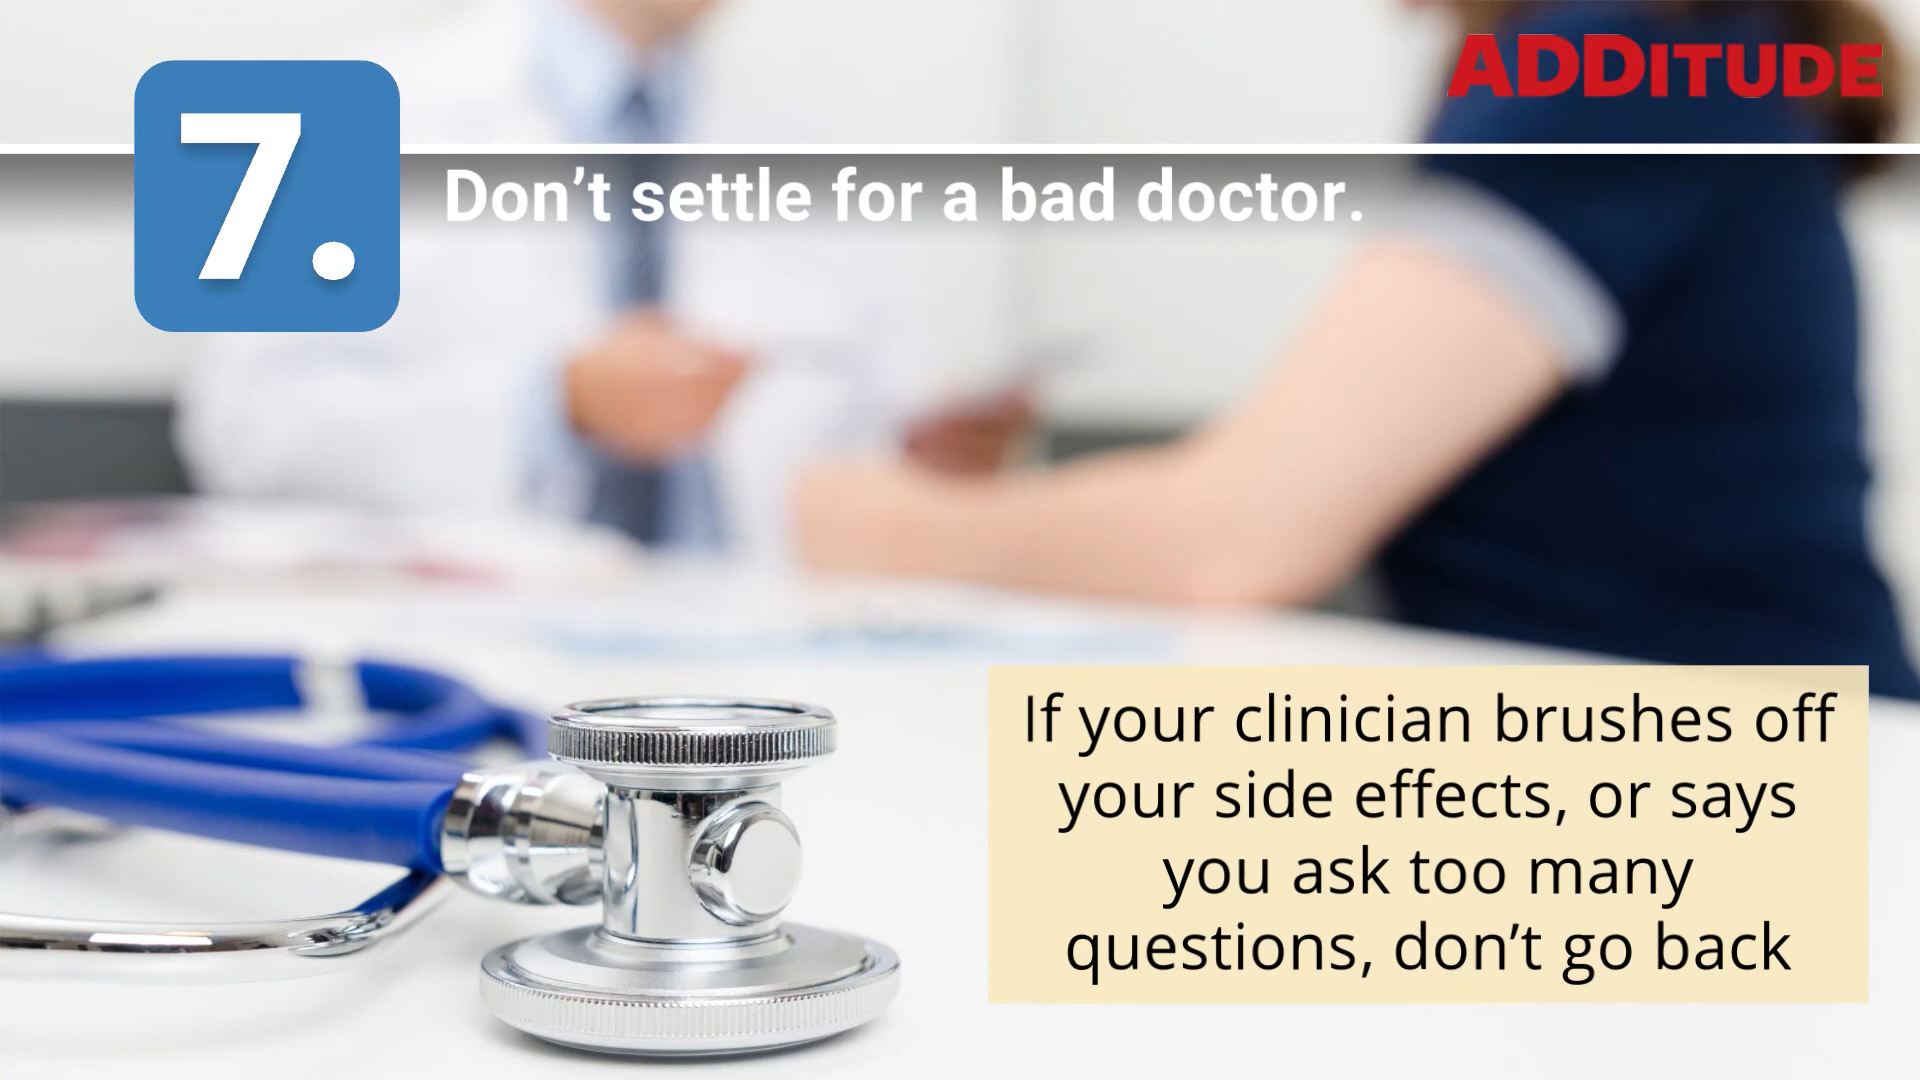 ADDITUDE
7.
Don’t settle for a bad doctor.
If your clinician brushes off
your side effects, or says
you ask too many
questions, don’t go back